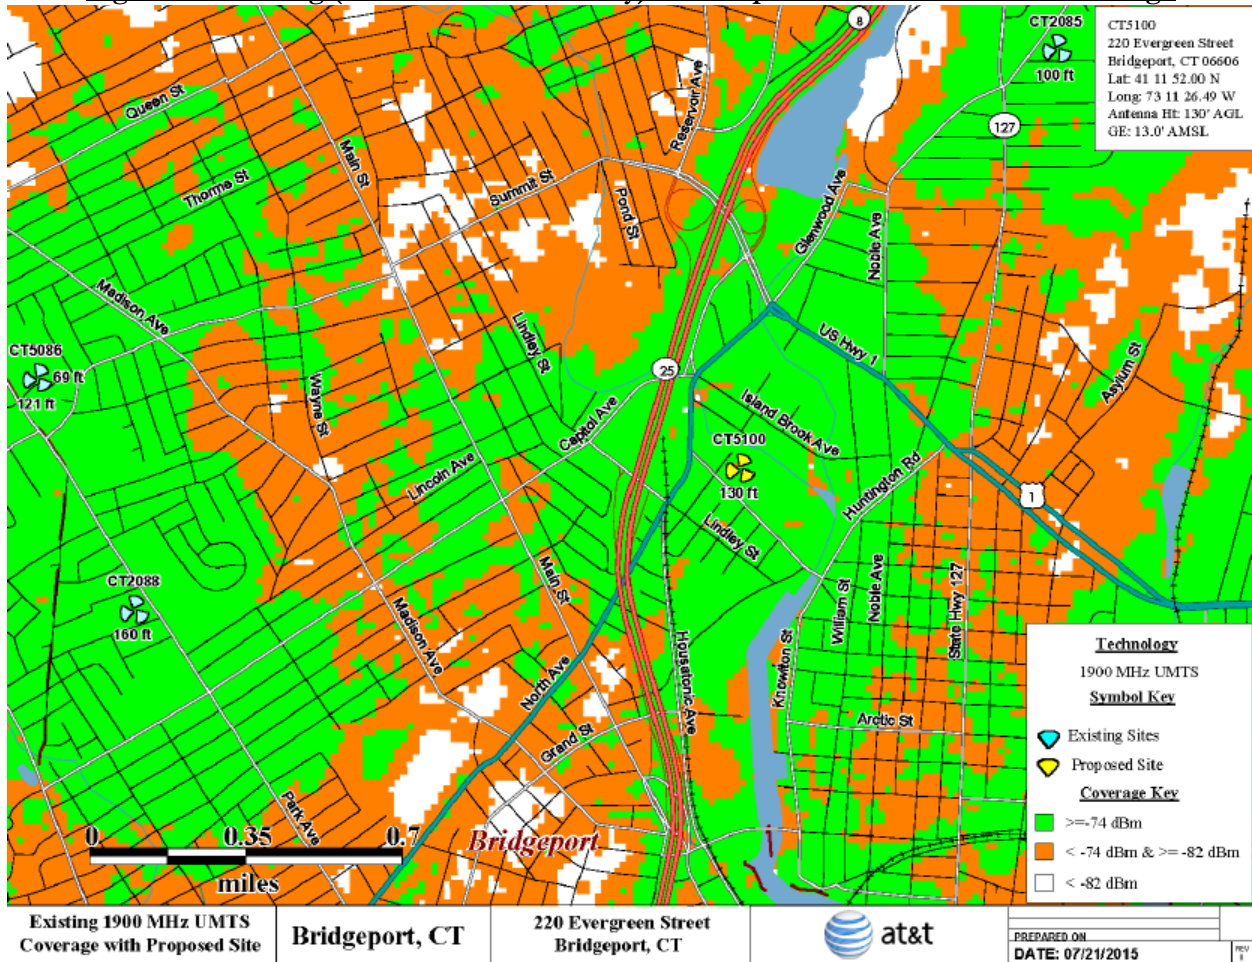 8
CT2085
100 ft
CT5100
220 Evergreen Street
Bridgeport, CT 06606
Lat: 41 11 52.00 N
Long: 73 11 26.49 W
Antenna Ht: 130' AGL
GE: 13.0' AMSL
Queen St
Main St
Reservoir Ave
127
Thorme St
Summit St
Pond St
Glenwood Ave
Noble Ave
Madison Ave
Lindley St
US Hwy 1
Asylum St
CT5086
69 ft
121 ft
Wayne St
25
Capitol Ave
Island Brook Ave
CT5100
130 ft
Lincoln Ave
Huntington Rd
1
Lindley St
CT2088
160 ft
Main St
Madison Ave
William St
Noble Ave
State Hwy 127
North Ave
Housatonic Ave
Knowlton St
Grand St
Arctic St
Park Ave
Bridgeport
0 0.35 0.7
miles
Technology
1900 MHz UMTS
Symbol Key
Existing Sites
Proposed Site
Coverage Key
>=-74 dBm
< -74 dBm & >= -82 dBm
< -82 dBm
Existing 1900 MHz UMTS
Coverage with Proposed Site
Bridgeport, CT
220 Evergreen Street
Bridgeport, CT
at&t
PREPARED ON
DATE: 07/21/2015
REV